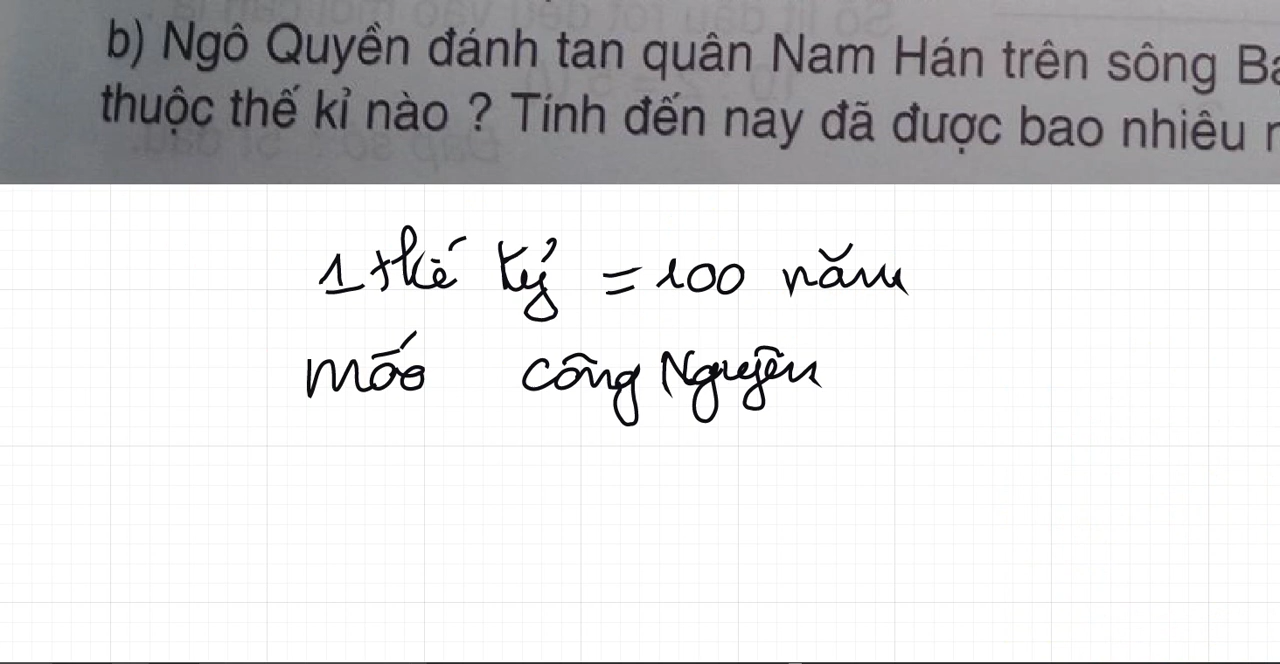 b) Ngô Quyền đánh tan quân Nam Hán trên sông
thuộc thế kỉ nào ? Tính đến nay đã được bao nhiêu
1 thế kỷ = 100 năm
mốc công Nguyên